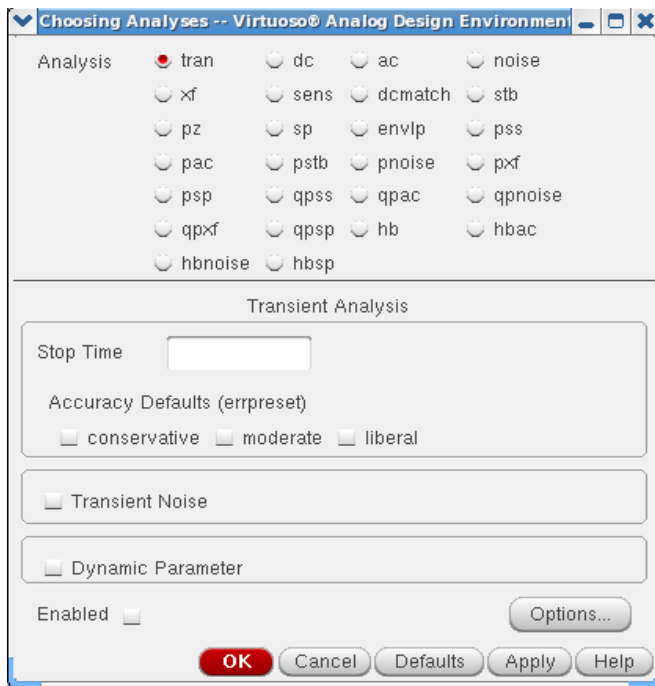 Choosing Analyses -- Virtuoso® Analog Design Environment
Analysis tran dc ac noise
xf sens dcmatch stb
pz sp envlp pss
pac pstb pnoise pxf
psp qpss qpac qpnoise
qpxf qpsp hb hbac
hbnoise hbsp
Transient Analysis
Stop Time
Accuracy Defaults (errpreset)
conservative moderate liberal
Transient Noise
Dynamic Parameter
Enabled Options...
OK Cancel Defaults Apply Help